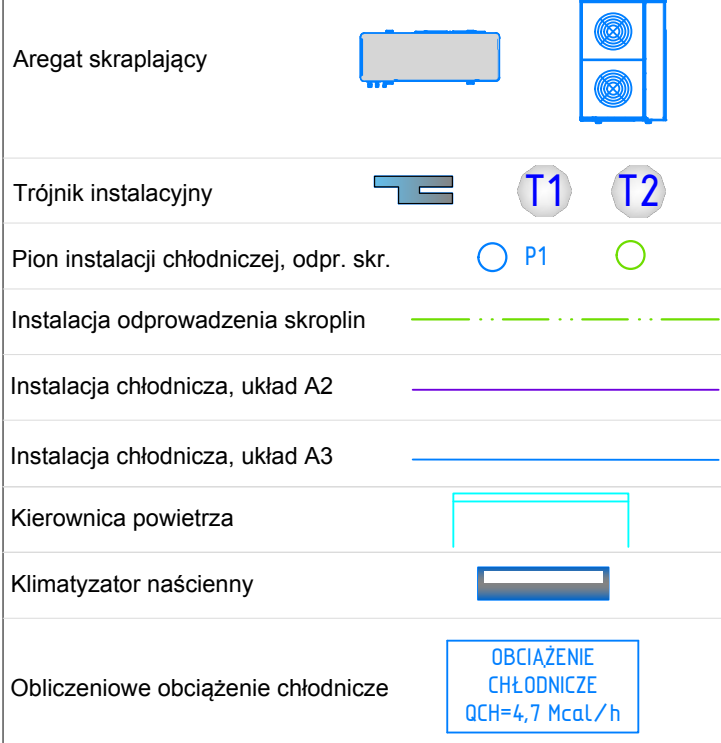 Aregat skraplający
Trójnik instalacyjny T1 T2
Pion instalacji chłodniczej, odpr. skr. P1
Instalacja odprowadzenia skroplin
Instalacja chłodnicza, układ A2
Instalacja chłodnicza, układ A3
Kierownica powietrza
Klimatyzator naścienny
Obliczeniowe obciążenie chłodnicze
OBCIĄŻENIE
CHŁODNICZE
QCH=4,7 Mcal/h